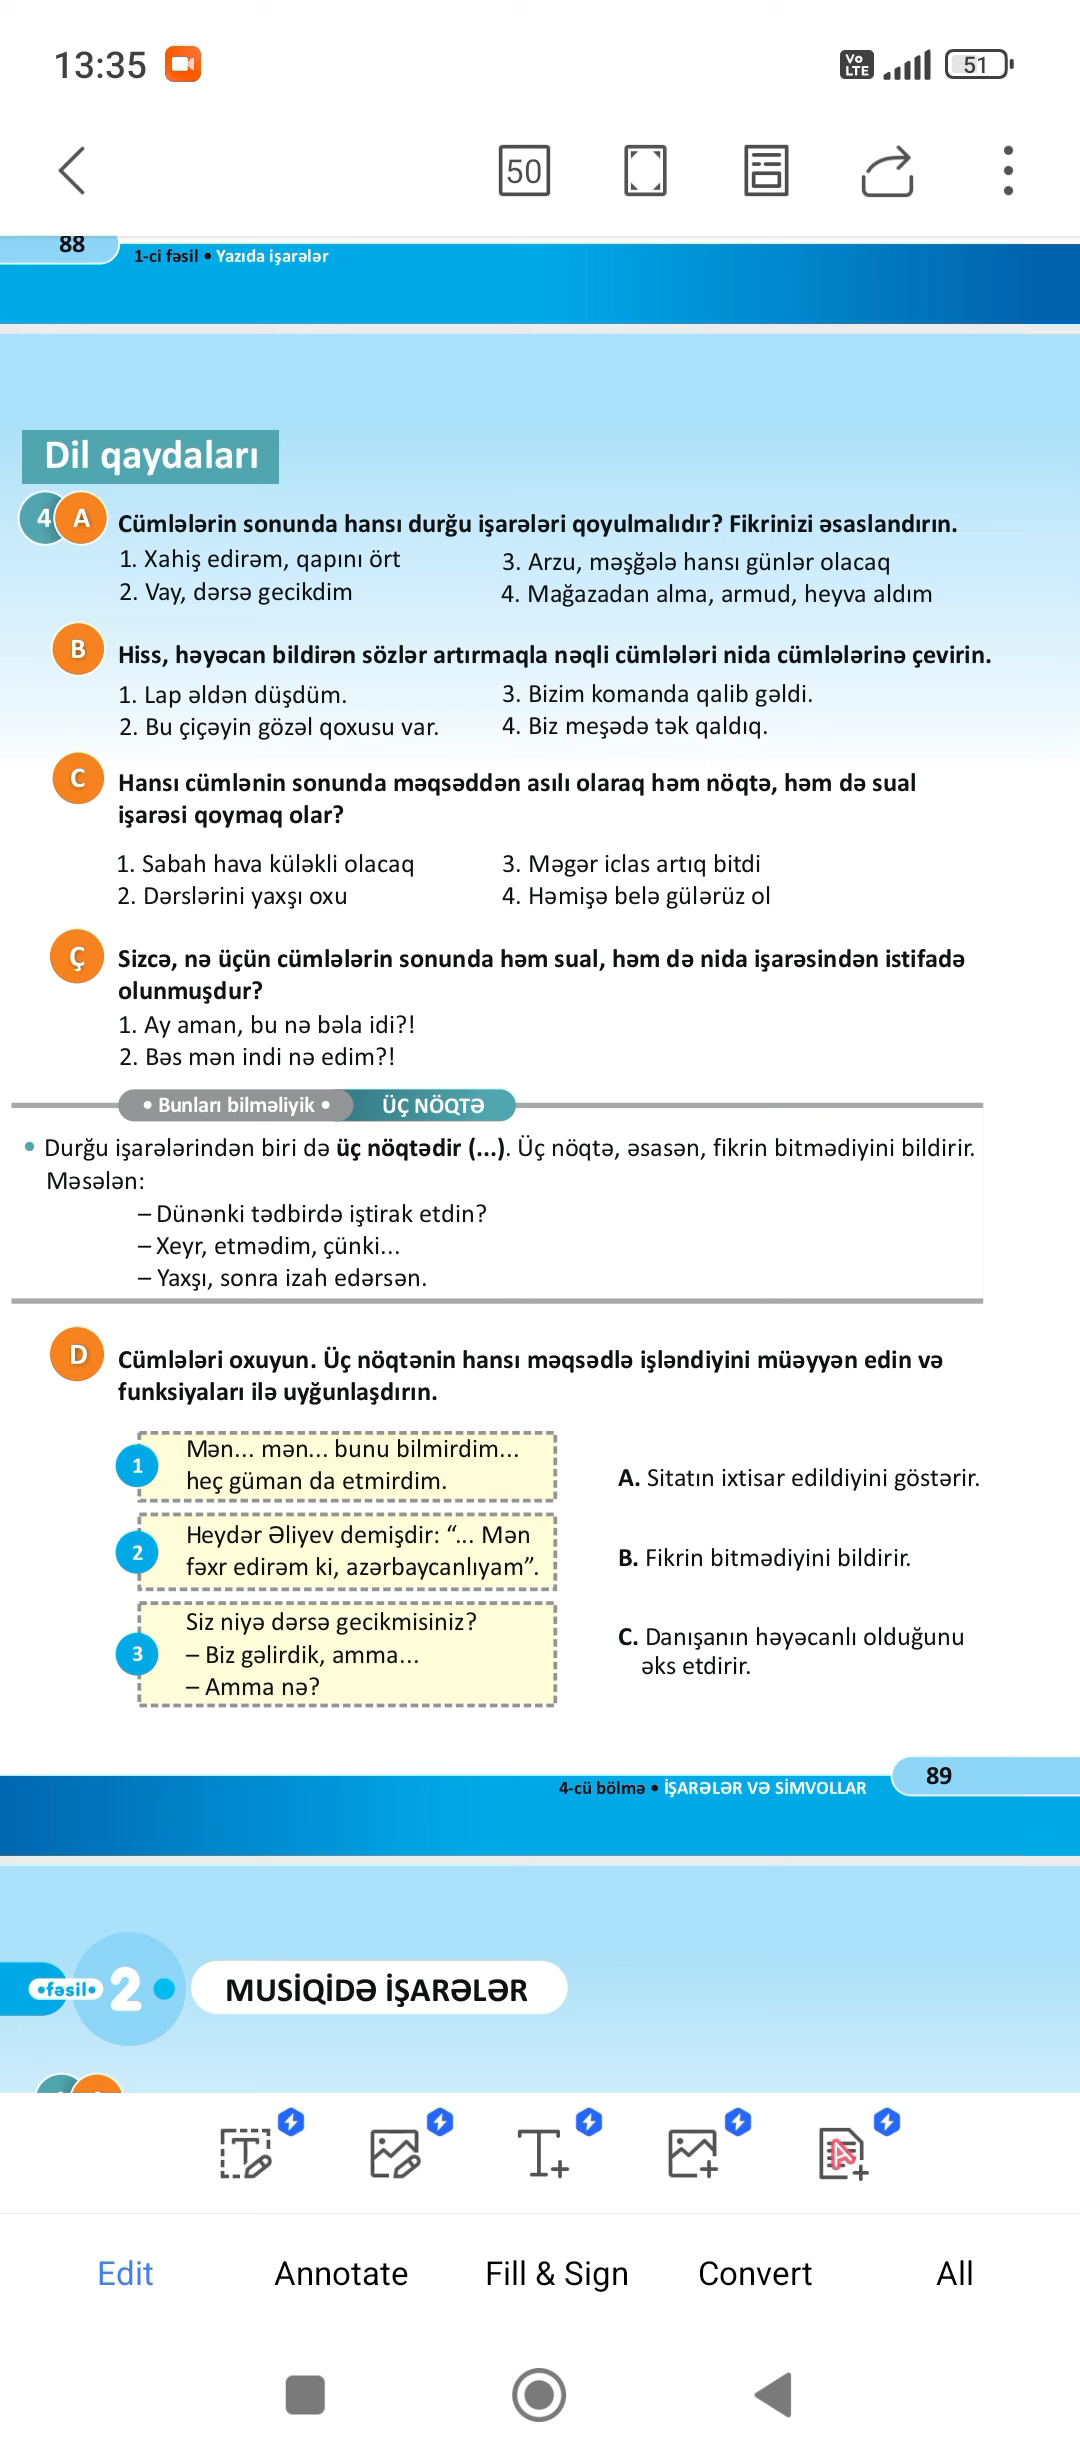 13:35
Vo LTE
51
50
88
1-ci fəsil • Yazıda işarələr
Dil qaydaları
4 A Cümlələrin sonunda hansı durğu işarələri qoyulmalıdır? Fikrinizi əsaslandırın.
1. Xahiş edirəm, qapını ört
2. Vay, dərsə gecikdim
3. Arzu, məşğələ hansı günlər olacaq
4. Mağazadan alma, armud, heyva aldım
B Hiss, həyəcan bildirən sözlər artırmaqla nəqli cümlələri nida cümlələrinə çevirin.
1. Lap əldən düşdüm.
2. Bu çiçəyin gözəl qoxusu var.
3. Bizim komanda qalib gəldi.
4. Biz meşədə tək qaldıq.
C Hansı cümlənin sonunda məqsəddən asılı olaraq həm nöqtə, həm də sual
işarəsi qoymaq olar?
1. Sabah hava küləkli olacaq
2. Dərslərini yaxşı oxu
3. Məgər iclas artıq bitdi
4. Həmişə belə gülərüz ol
Ç Sizcə, nə üçün cümlələrin sonunda həm sual, həm də nida işarəsindən istifadə
olunmuşdur?
1. Ay aman, bu nə bəla idi?!
2. Bəs mən indi nə edim?!
• Bunları bilməliyik • ÜÇ NÖQTƏ
• Durğu işarələrindən biri də üç nöqtədir (...). Üç nöqtə, əsasən, fikrin bitmədiyini bildirir.
Məsələn:
– Dünənki tədbirdə iştirak etdin?
– Xeyr, etmədim, çünki...
– Yaxşı, sonra izah edərsən.
D Cümlələri oxuyun. Üç nöqtənin hansı məqsədlə işləndiyini müəyyən edin və
funksiyaları ilə uyğunlaşdırın.
1 Mən... mən... bunu bilmirdim...
heç güman da etmirdim.
2 Heydər Əliyev demişdir: “... Mən
fəxr edirəm ki, azərbaycanlıyam”.
3 Siz niyə dərsə gecikmisiniz?
– Biz gəlirdik, amma...
– Amma nə?
A. Sitatın ixtisar edildiyini göstərir.
B. Fikrin bitmədiyini bildirir.
C. Danışanın həyəcanlı olduğunu
əks etdirir.
4-cü bölmə • İŞARƏLƏR VƏ SİMVOLLAR
89
•fəsil• 2
MUSİQİDƏ İŞARƏLƏR
Edit
Annotate
Fill & Sign
Convert
All